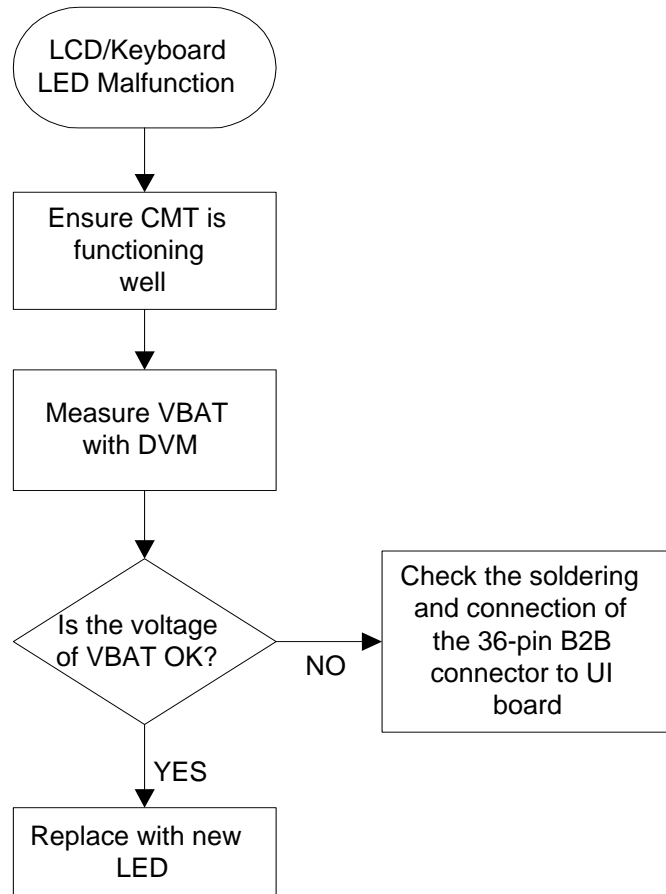 LCD/Keyboard
LED Malfunction
Ensure CMT is
functioning
well
Measure VBAT
with DVM
Is the voltage
of VBAT OK?
NO
Check the soldering
and connection of
the 36-pin B2B
connector to UI
board
YES
Replace with new
LED